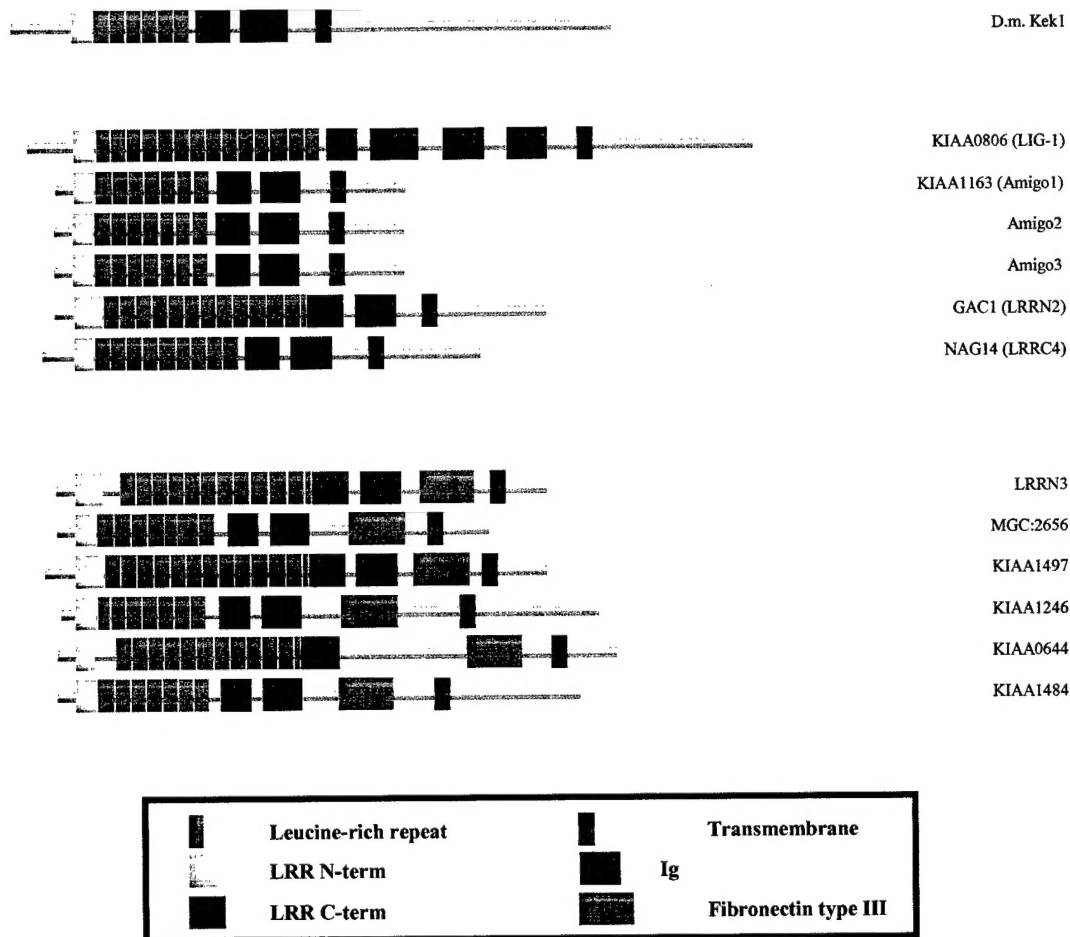 D.m. Kek1
KIAA0806 (LIG-1)
KIAA1163 (Amigo1)
Amigo2
Amigo3
GAC1 (LRRN2)
NAG14 (LRRC4)
LRRN3
MGC:2656
KIAA1497
KIAA1246
KIAA0644
KIAA1484
Leucine-rich repeat
Transmembrane
LRR N-term
Ig
LRR C-term
Fibronectin type III